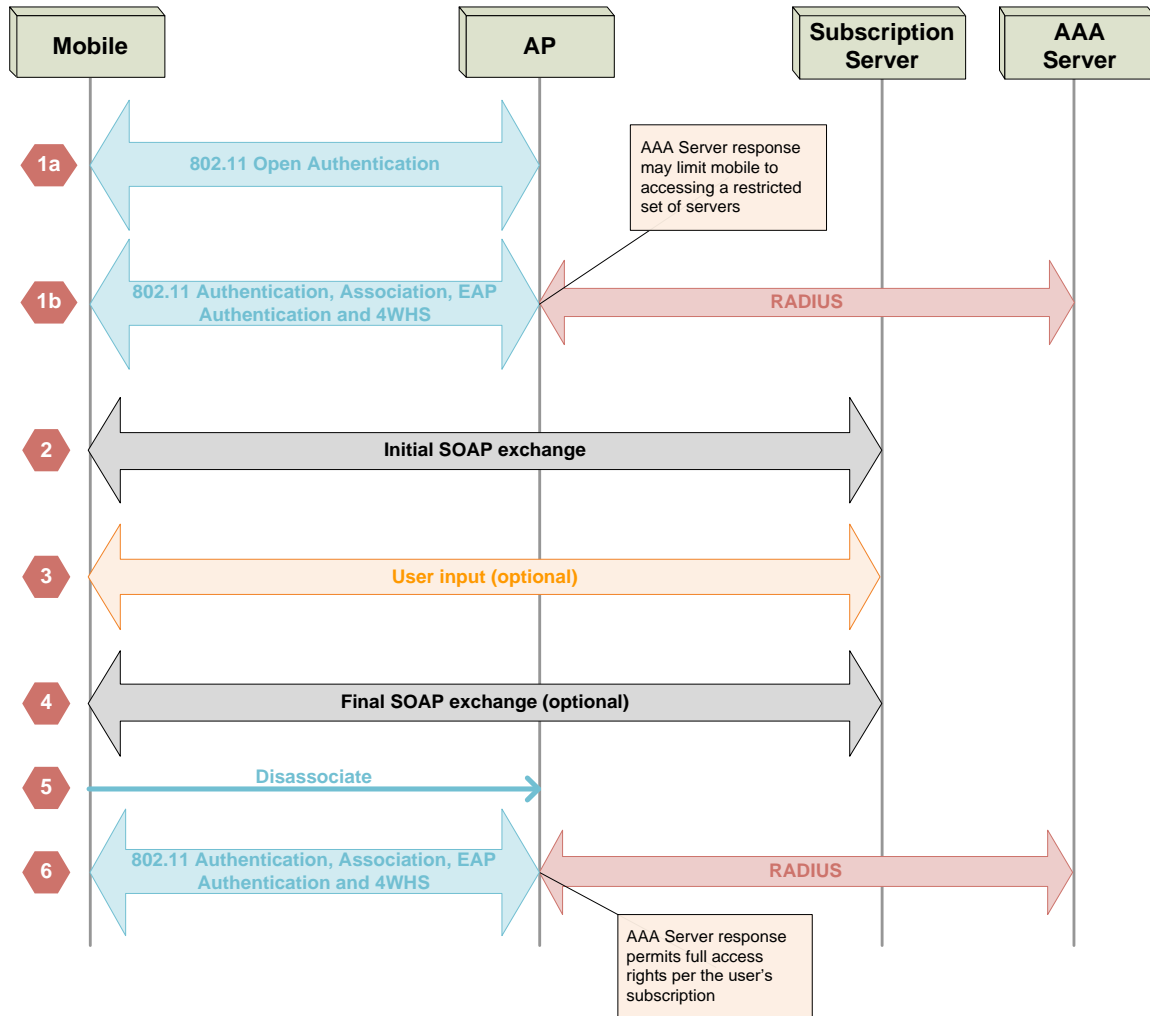 Mobile
AP
Subscription
Server
AAA
Server
1a
802.11 Open Authentication
AAA Server response
may limit mobile to
accessing a restricted
set of servers
1b
802.11 Authentication, Association, EAP
Authentication and 4WHS
RADIUS
2
Initial SOAP exchange
3
User input (optional)
4
Final SOAP exchange (optional)
5
Disassociate
6
802.11 Authentication, Association, EAP
Authentication and 4WHS
RADIUS
AAA Server response
permits full access
rights per the user’s
subscription